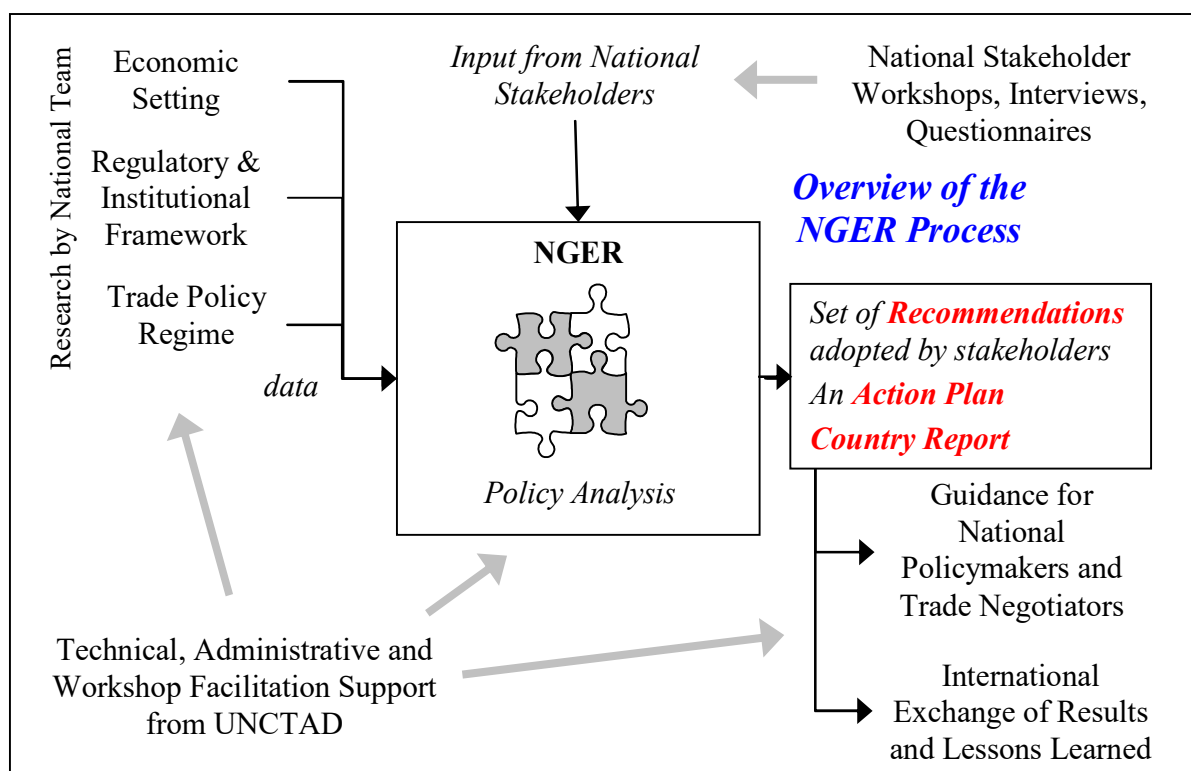 Research by National Team
Economic
Setting
Regulatory &
Institutional
Framework
Trade Policy
Regime
data
Input from National
Stakeholders
National Stakeholder
Workshops, Interviews,
Questionnaires
Overview of the
NGER Process
NGER
Policy Analysis
Set of Recommendations
adopted by stakeholders
An Action Plan
Country Report
Guidance for
National
Policymakers and
Trade Negotiators
International
Exchange of Results
and Lessons Learned
Technical, Administrative and
Workshop Facilitation Support
from UNCTAD